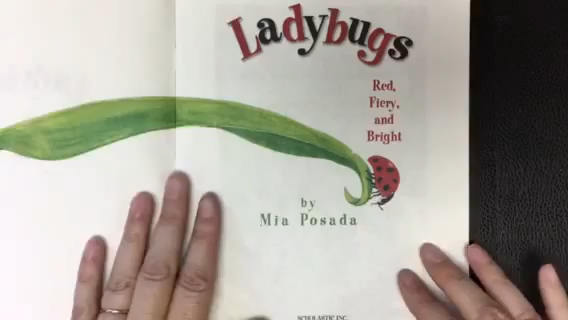 Ladybugs
Red,
Fiery,
and
Bright
by
Mia Posada
SCHOLASTIC INC.